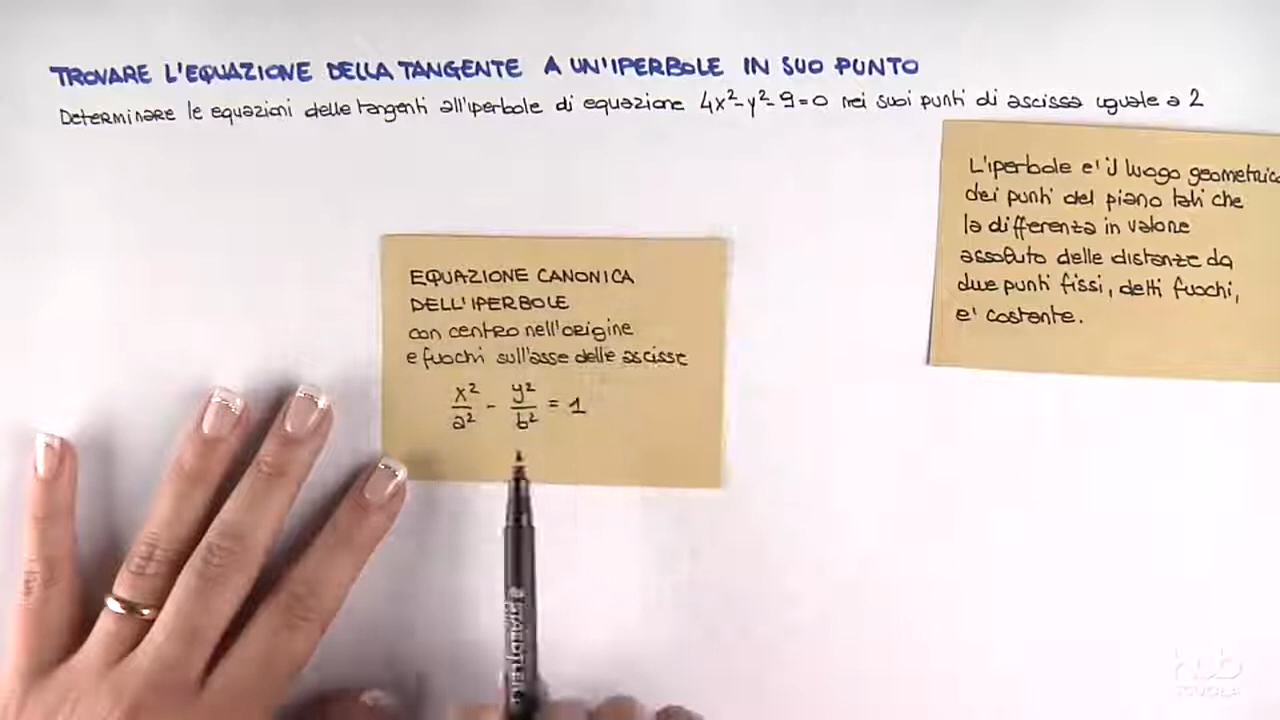 TROVARE L'EQUAZIONE DELLA TANGENTE A UN'IPERBOLE IN SUO PUNTO
Determinare le equazioni delle tangenti all'iperbole di equazione 4x²-y²-9=0 nei suoi punti di ascissa uguale a 2
L'iperbole e' il luogo geometrico
dei punti del piano tali che
la differenza in valore
assoluto delle distanze da
due punti fissi, detti fuochi,
e' costante.
EQUAZIONE CANONICA
DELL'IPERBOLE
con centro nell'origine
e fuochi sull'asse delle ascisse
x²/a² - y²/b² = 1
STAEDTLER
hub
SCUOLA